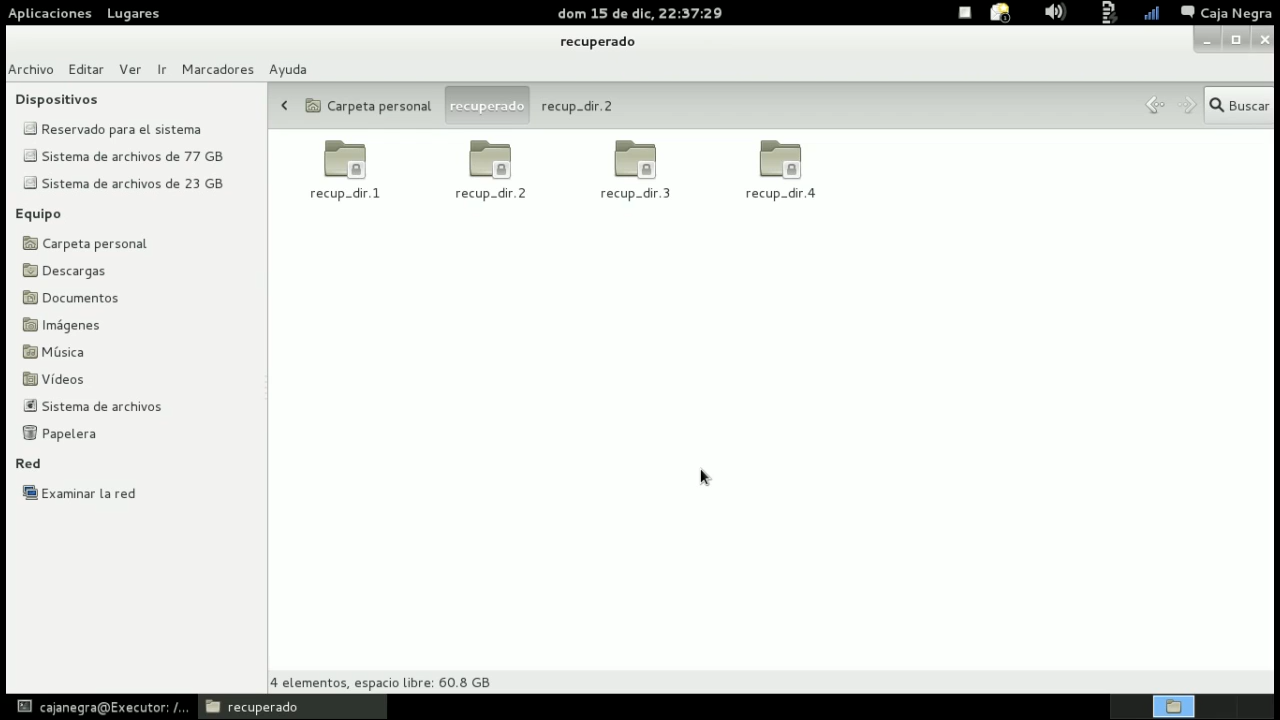 Aplicaciones Lugares dom 15 de dic, 22:37:29 Caja Negra
recuperado
Archivo Editar Ver Ir Marcadores Ayuda
Dispositivos
Reservado para el sistema
Sistema de archivos de 77 GB
Sistema de archivos de 23 GB
Equipo
Carpeta personal
Descargas
Documentos
Imágenes
Música
Vídeos
Sistema de archivos
Papelera
Red
Examinar la red
Carpeta personal recuperado recup_dir.2 Buscar
recup_dir.1 recup_dir.2 recup_dir.3 recup_dir.4
4 elementos, espacio libre: 60.8 GB
cajanegra@Executor: /... recuperado